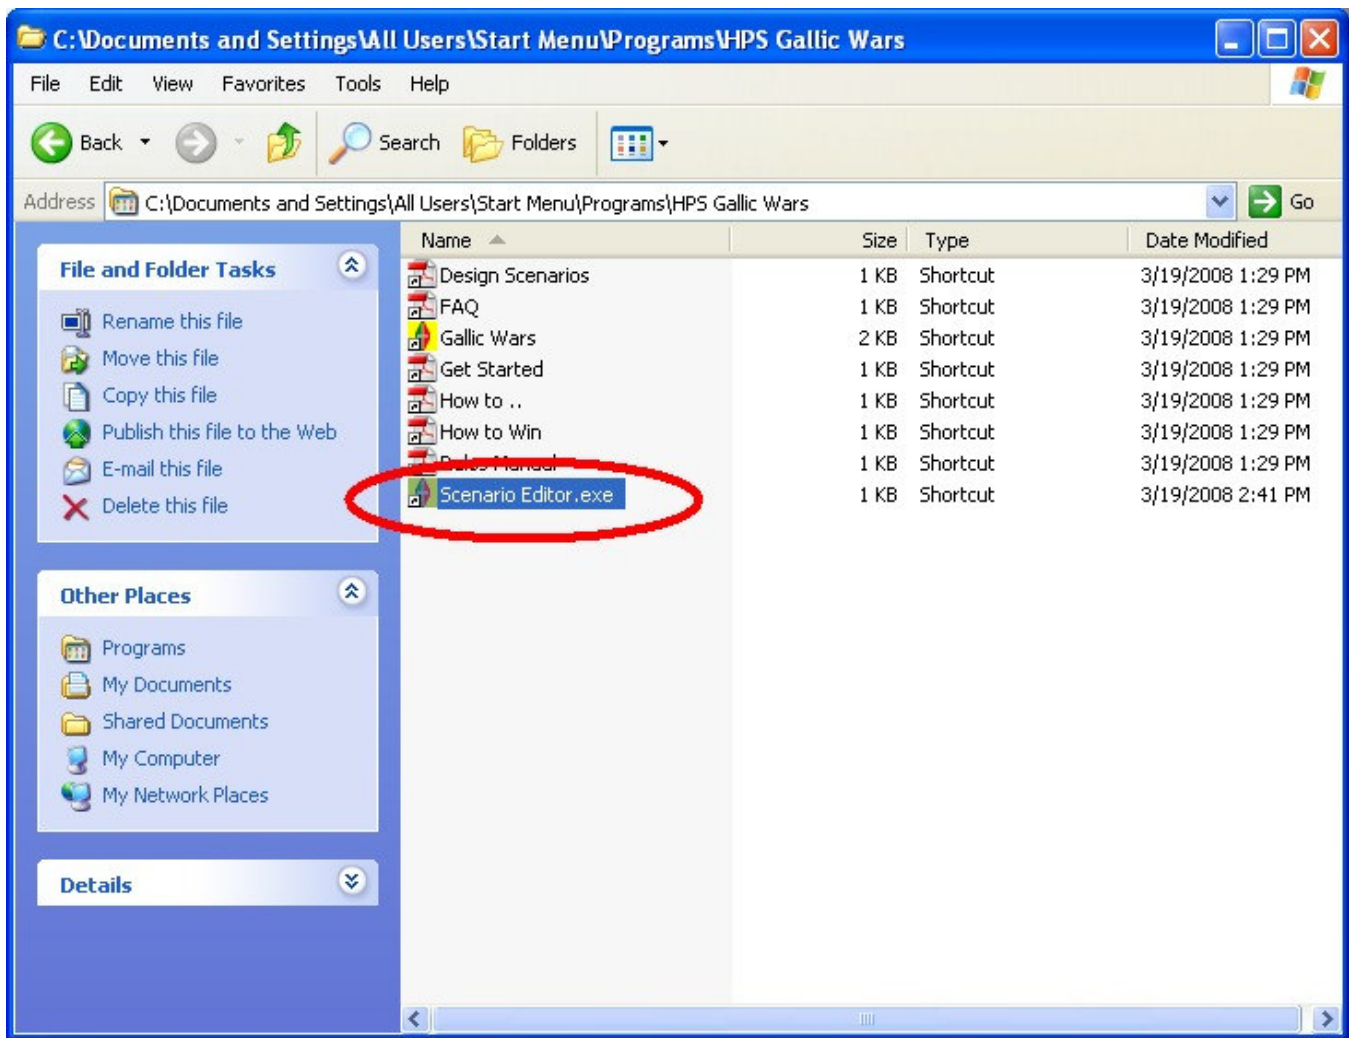 C:\Documents and Settings\All Users\Start Menu\Programs\HPS Gallic Wars
File Edit View Favorites Tools Help
Back Search Folders
Address C:\Documents and Settings\All Users\Start Menu\Programs\HPS Gallic Wars Go
File and Folder Tasks
Rename this file
Move this file
Copy this file
Publish this file to the Web
E-mail this file
Delete this file
Other Places
Programs
My Documents
Shared Documents
My Computer
My Network Places
Details
Name Size Type Date Modified
Design Scenarios 1 KB Shortcut 3/19/2008 1:29 PM
FAQ 1 KB Shortcut 3/19/2008 1:29 PM
Gallic Wars 2 KB Shortcut 3/19/2008 1:29 PM
Get Started 1 KB Shortcut 3/19/2008 1:29 PM
How to .. 1 KB Shortcut 3/19/2008 1:29 PM
How to Win 1 KB Shortcut 3/19/2008 1:29 PM
Rules Manual 1 KB Shortcut 3/19/2008 1:29 PM
Scenario Editor.exe 1 KB Shortcut 3/19/2008 2:41 PM